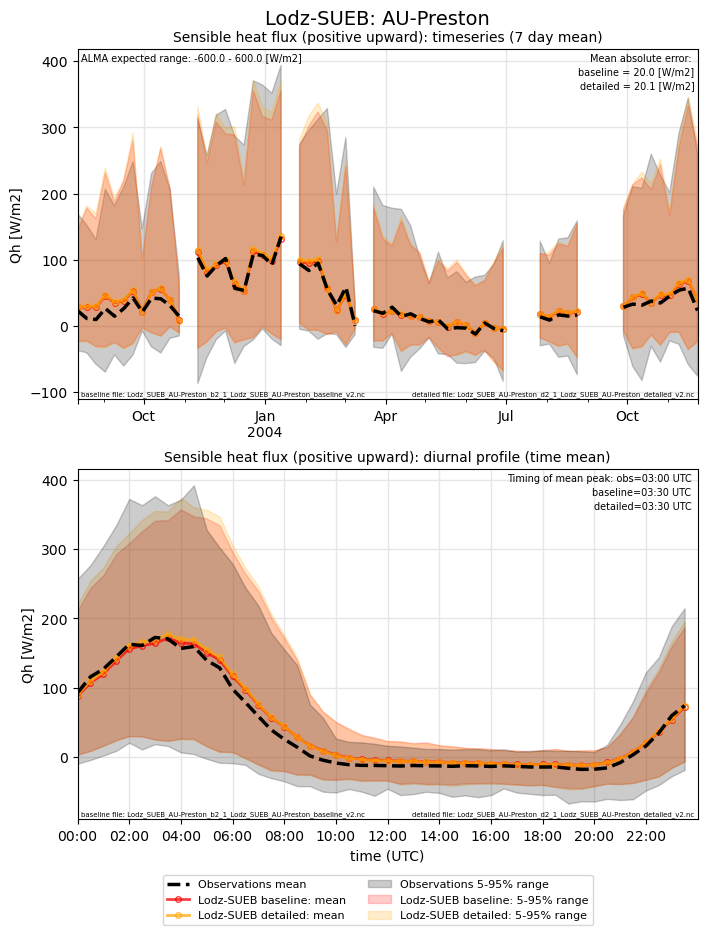 Lodz-SUEB: AU-Preston
Sensible heat flux (positive upward): timeseries (7 day mean)
ALMA expected range: -600.0 - 600.0 [W/m2]
Mean absolute error:
baseline = 20.0 [W/m2]
detailed = 20.1 [W/m2]
400
300
200
100
0
−100
Qh [W/m2]
baseline file: Lodz_SUEB_AU-Preston_b2_1_Lodz_SUEB_AU-Preston_baseline_v2.nc
detailed file: Lodz_SUEB_AU-Preston_d2_1_Lodz_SUEB_AU-Preston_detailed_v2.nc
Oct Jan Apr Jul Oct
2004
Sensible heat flux (positive upward): diurnal profile (time mean)
Timing of mean peak: obs=03:00 UTC
baseline=03:30 UTC
detailed=03:30 UTC
400
300
200
100
0
Qh [W/m2]
baseline file: Lodz_SUEB_AU-Preston_b2_1_Lodz_SUEB_AU-Preston_baseline_v2.nc
detailed file: Lodz_SUEB_AU-Preston_d2_1_Lodz_SUEB_AU-Preston_detailed_v2.nc
00:00 02:00 04:00 06:00 08:00 10:00 12:00 14:00 16:00 18:00 20:00 22:00
time (UTC)
Observations mean
Lodz-SUEB baseline: mean
Lodz-SUEB detailed: mean
Observations 5-95% range
Lodz-SUEB baseline: 5-95% range
Lodz-SUEB detailed: 5-95% range